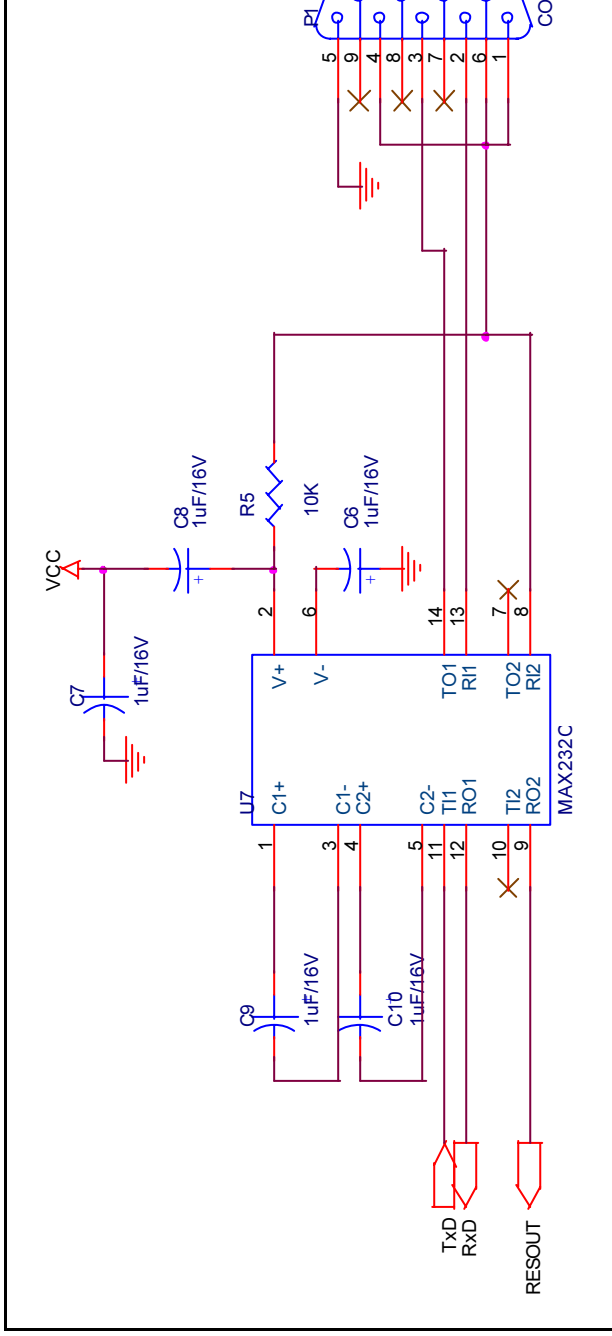 P1
CO
5
9
4
8
3
7
2
6
1
VCC
C8
1uF/16V
R5
10K
C6
1uF/16V
C7
1uF/16V
+
+
2
6
14
13
7
8
V+
V-
TO1
RI1
TO2
RI2
U7
C1+
C1-
C2+
C2-
TI1
RO1
TI2
RO2
MAX232C
1
3
4
5
11
12
10
9
C9
1uF/16V
C10
1uF/16V
TxD
RxD
RESOUT